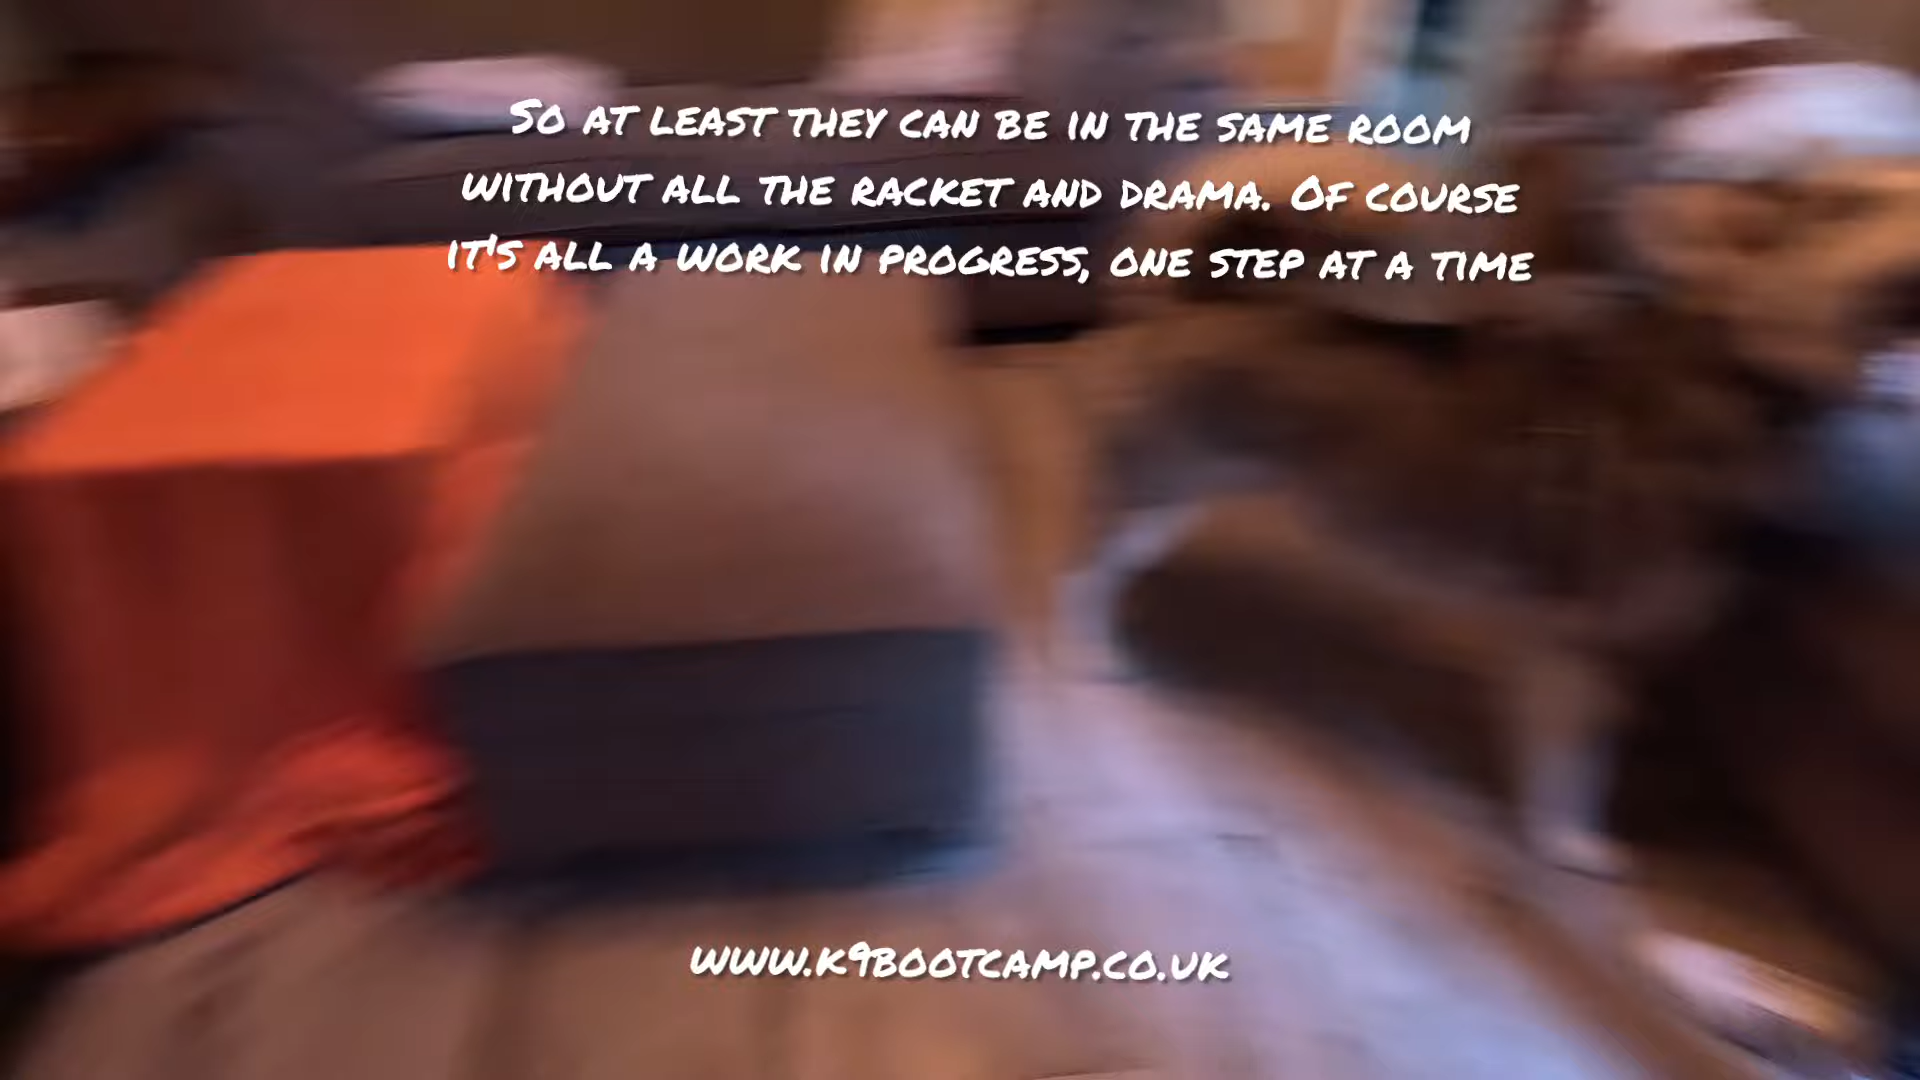 So at least they can be in the same room
without all the racket and drama. Of course
it's all a work in progress, one step at a time
www.k9bootcamp.co.uk